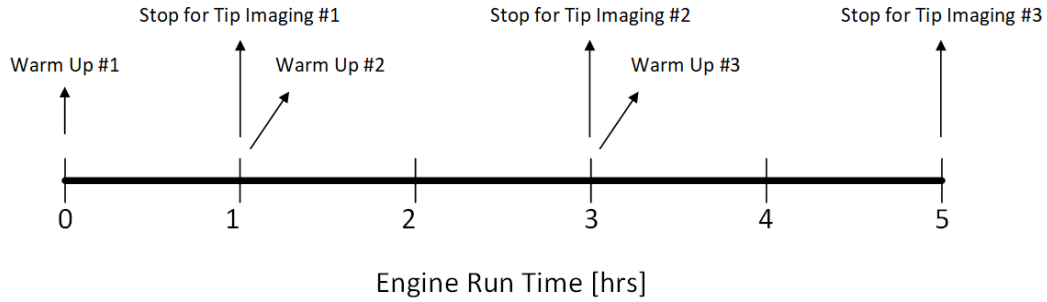 Stop for Tip Imaging #1
Stop for Tip Imaging #2
Stop for Tip Imaging #3
Warm Up #1
Warm Up #2
Warm Up #3
0
1
2
3
4
5
Engine Run Time [hrs]